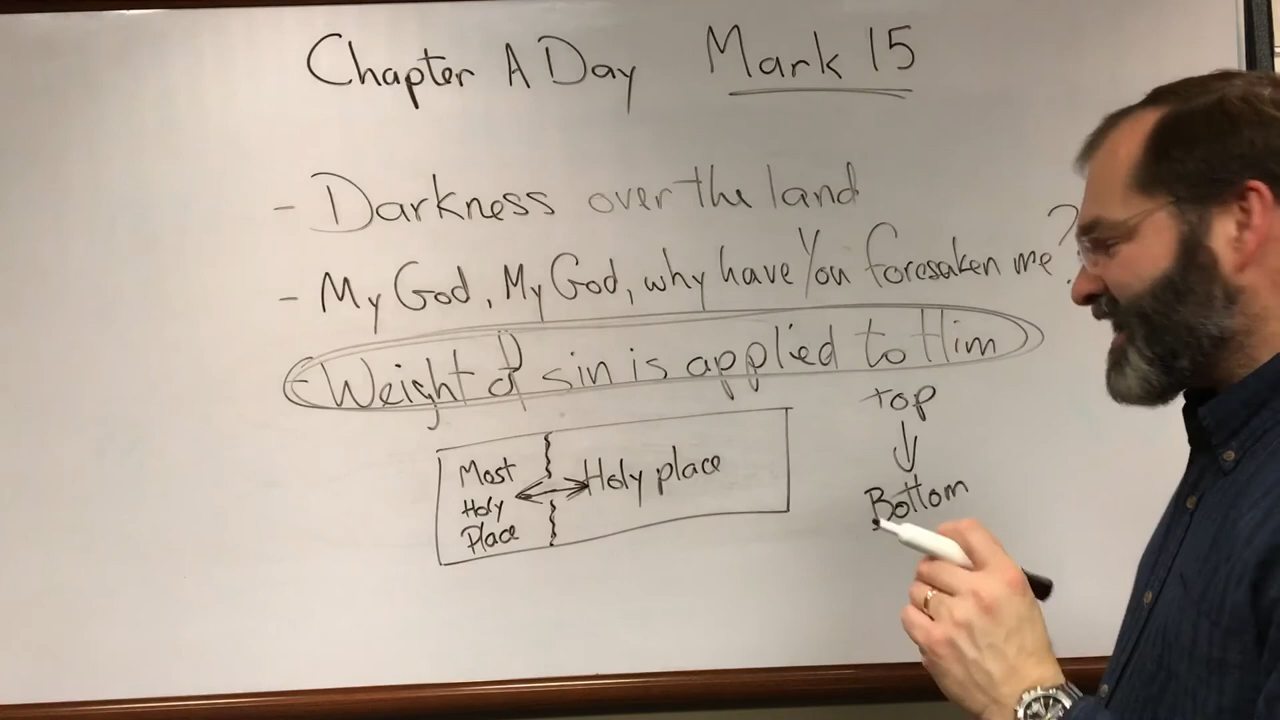 Chapter A Day Mark 15
- Darkness over the land
- My God, My God, why have You foresaken me?
- Weight of sin is applied to Him
Most
Holy
Place
Holy place
Top
Bottom